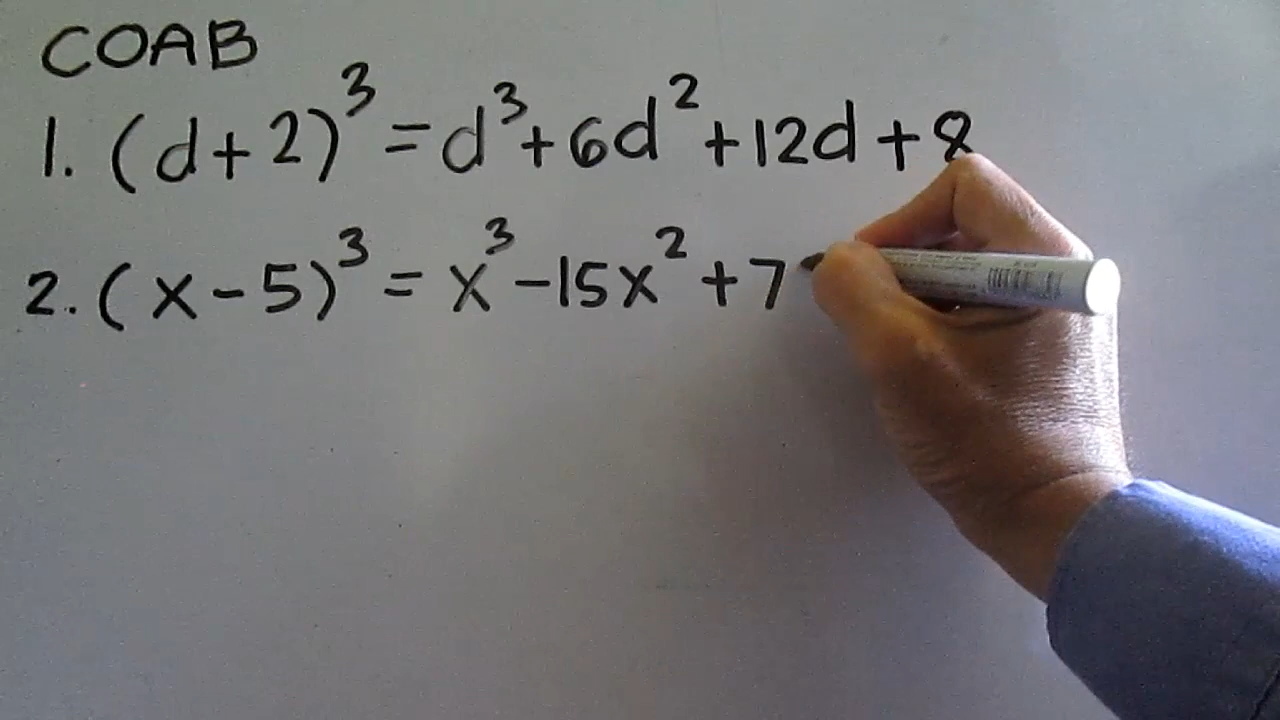 COAB
1. (d+2)³ = d³+6d²+12d+8
2. (x-5)³ = x³-15x²+7